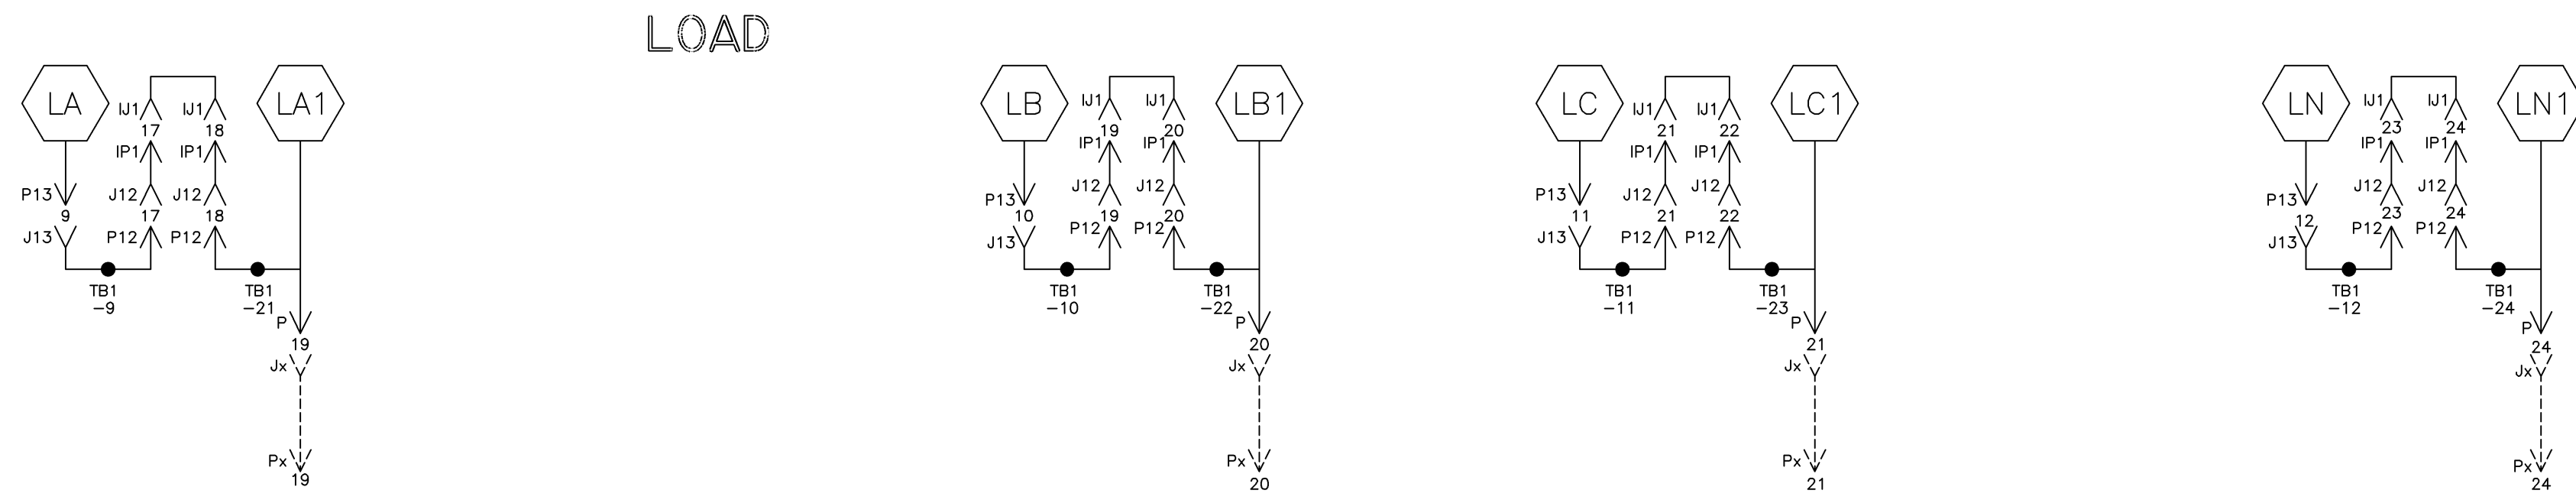 LOAD
LA
LA1
IJ1
IJ1
17
18
IP1
IP1
P13
J12
J12
9
17
18
J13
P12
P12
TB1
-9
TB1
-21
P
19
Jx
Px
19
LB
LB1
IJ1
IJ1
19
20
IP1
IP1
P13
J12
J12
10
19
20
J13
P12
P12
TB1
-10
TB1
-22
P
20
Jx
Px
20
LC
LC1
IJ1
IJ1
21
22
IP1
IP1
P13
J12
J12
11
21
22
J13
P12
P12
TB1
-11
TB1
-23
P
21
Jx
Px
21
LN
LN1
IJ1
IJ1
23
24
IP1
IP1
P13
J12
J12
12
23
24
J13
P12
P12
TB1
-12
TB1
-24
P
24
Jx
Px
24